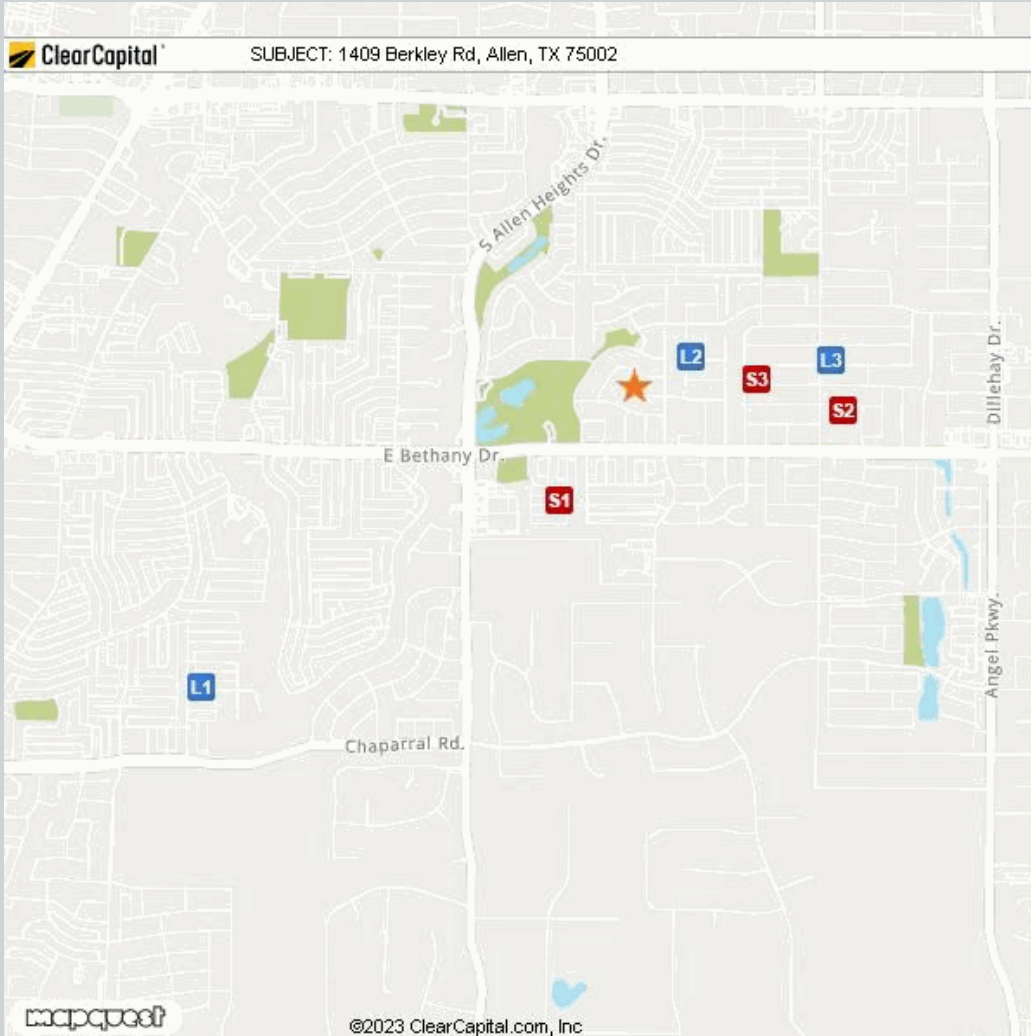 ClearCapital
SUBJECT: 1409 Berkley Rd, Allen, TX 75002
S Allen Heights Dr.
L2
L3
S3
S2
Dillehay Dr.
E Bethany Dr.
S1
L1
Angel Pkwy.
Chaparral Rd.
mapquest
©2023 ClearCapital.com, Inc